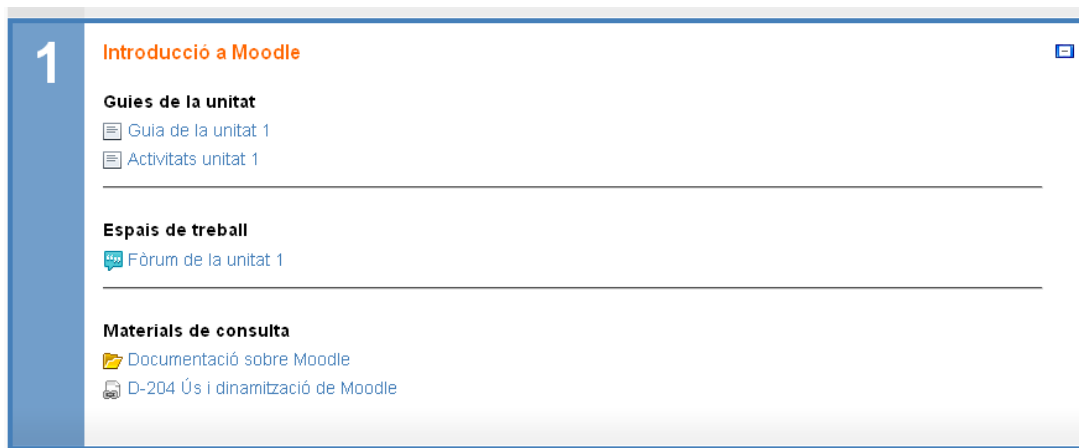 1
Introducció a Moodle
Guies de la unitat
Guia de la unitat 1
Activitats unitat 1
Espais de treball
Fòrum de la unitat 1
Materials de consulta
Documentació sobre Moodle
D-204 Ús i dinamització de Moodle